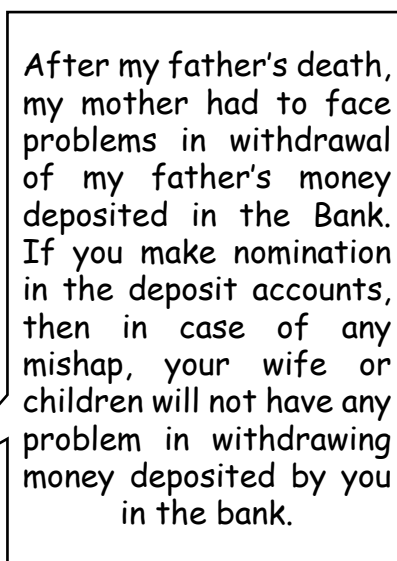 After my father's death,
my mother had to face
problems in withdrawal
of my father's money
deposited in the Bank.
If you make nomination
in the deposit accounts,
then in case of any
mishap, your wife or
children will not have any
problem in withdrawing
money deposited by you
in the bank.